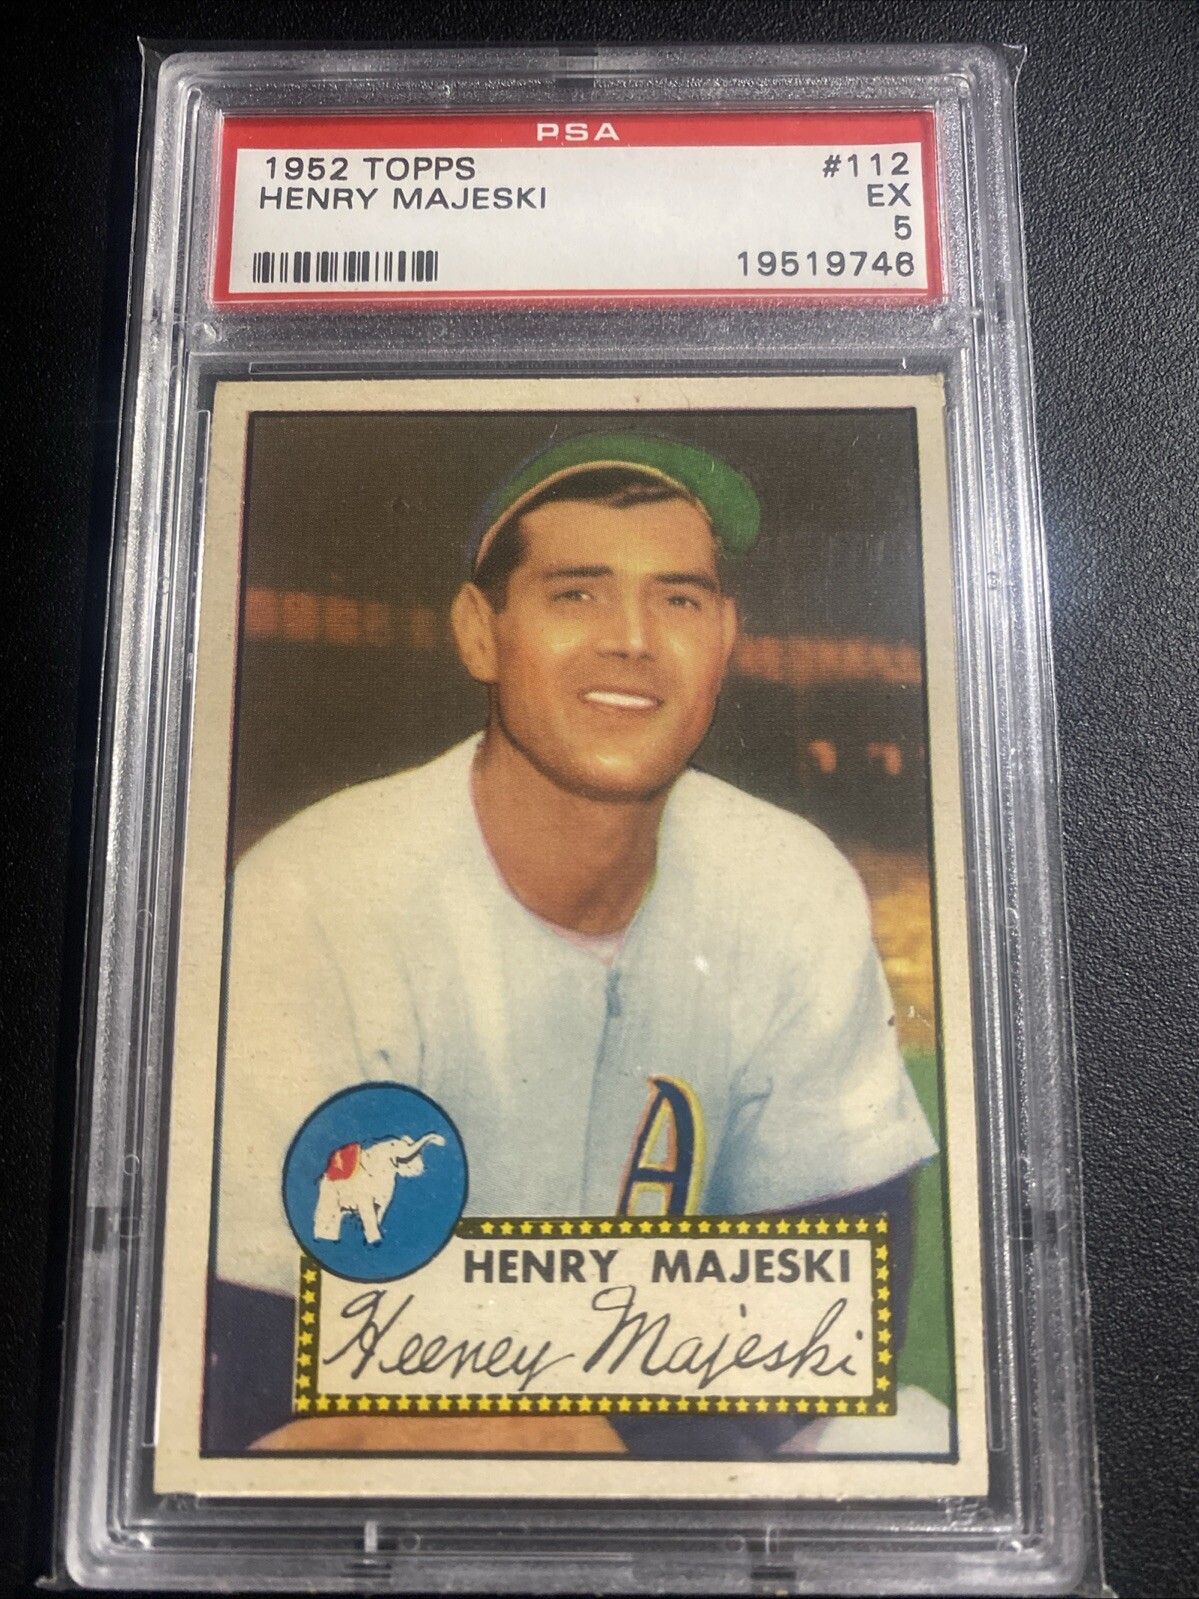 PSA
1952 TOPPS #112
HENRY MAJESKI EX
5
19519746
A
HENRY MAJESKI
Heeney Majeski